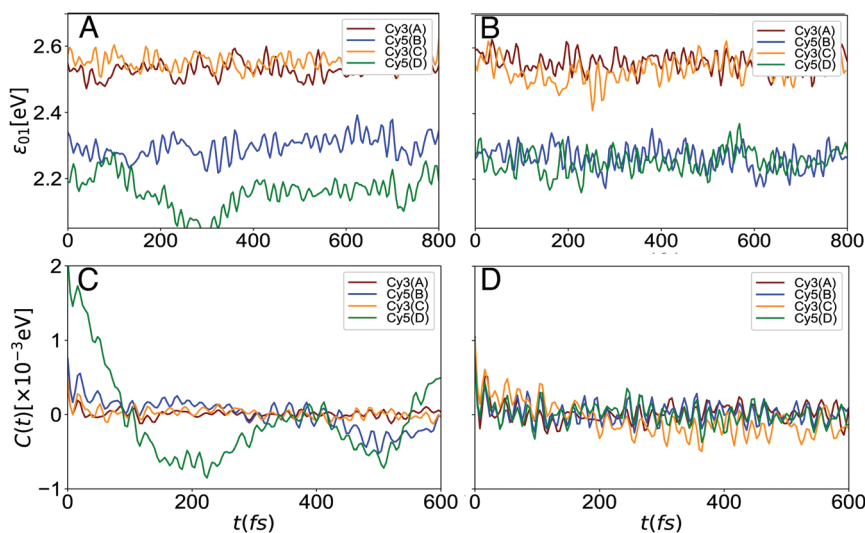 A
Cy3(A)
Cy5(B)
Cy3(C)
Cy5(D)
ε01[eV]
2.6
2.4
2.2
0 200 400 600 800
B
Cy3(A)
Cy5(B)
Cy3(C)
Cy5(D)
0 200 400 600 800
C
Cy3(A)
Cy5(B)
Cy3(C)
Cy5(D)
C(t)[×10⁻³eV]
2
1
0
−1
0 200 400 600
t(fs)
D
Cy3(A)
Cy5(B)
Cy3(C)
Cy5(D)
0 200 400 600
t(fs)